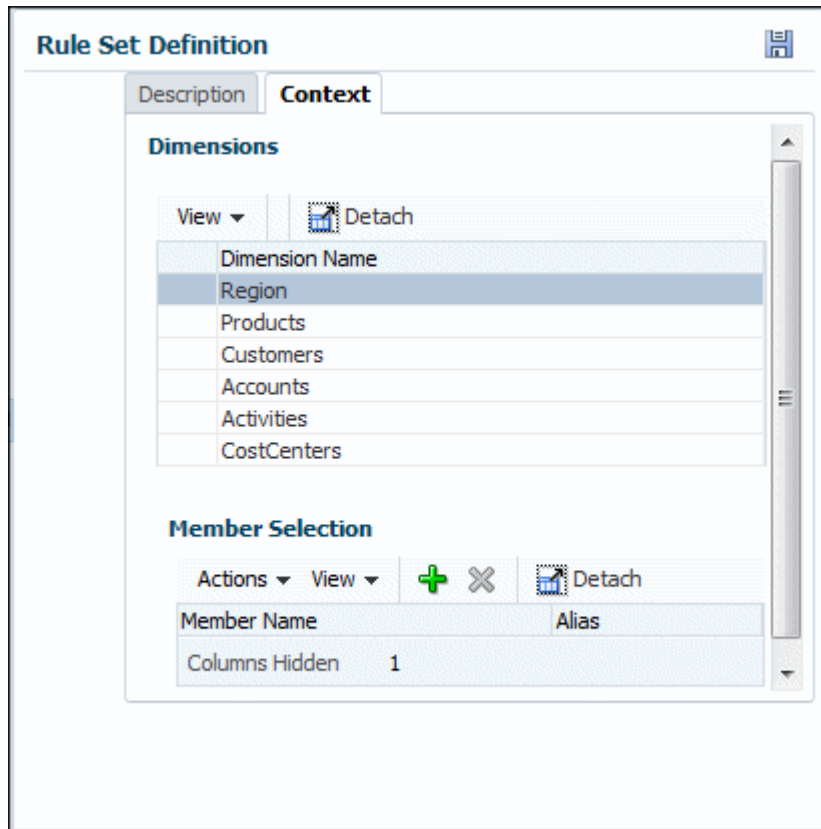 Rule Set Definition
Description Context
Dimensions
View Detach
Dimension Name
Region
Products
Customers
Accounts
Activities
CostCenters
Member Selection
Actions View Detach
Member Name Alias
Columns Hidden 1